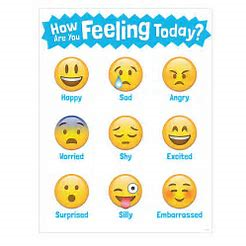 How
Are You Feeling Today?
Happy Sad Angry
Worried Shy Excited
Surprised Silly Embarrassed